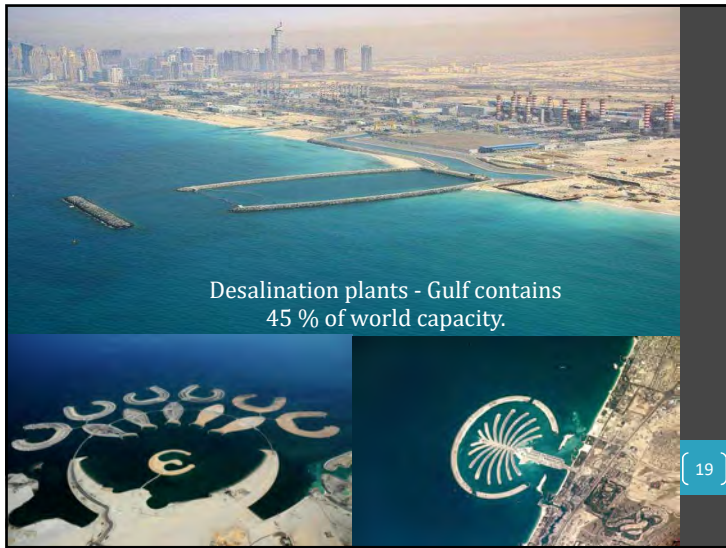 Desalination plants - Gulf contains
45 % of world capacity.
19